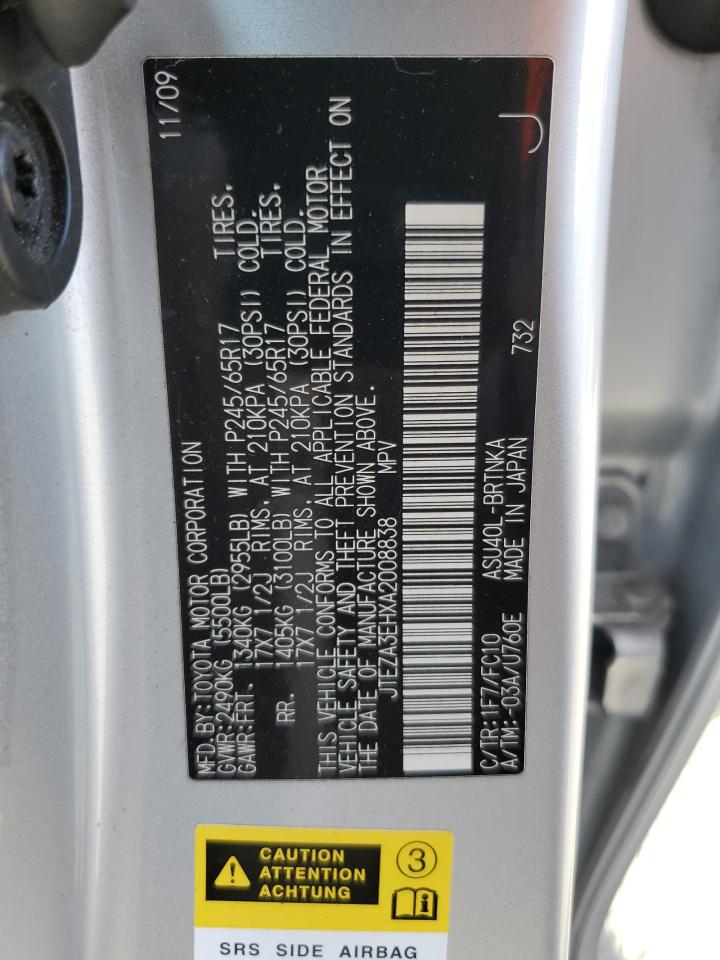 MFD. BY: TOYOTA MOTOR CORPORATION 11/09
GVWR: 2490KG (5500LB)
GAWR: FRT. 1340KG (2955LB) WITH P245/65R17 TIRES.
17X7 1/2J RIMS, AT 210KPA (30PSI) COLD.
RR. 1405KG (3100LB) WITH P245/65R17 TIRES.
17X7 1/2J RIMS, AT 210KPA (30PSI) COLD.
THIS VEHICLE CONFORMS TO ALL APPLICABLE FEDERAL MOTOR
VEHICLE SAFETY AND THEFT PREVENTION STANDARDS IN EFFECT ON
THE DATE OF MANUFACTURE SHOWN ABOVE.
JTEZA3EHKA2008838 MPV
C/TR: 1F7/FC10 ASU40L-BRTNKA
A/TM: -03A/U760E MADE IN JAPAN 732 J
CAUTION
ATTENTION
ACHTUNG
3
SRS SIDE AIRBAG